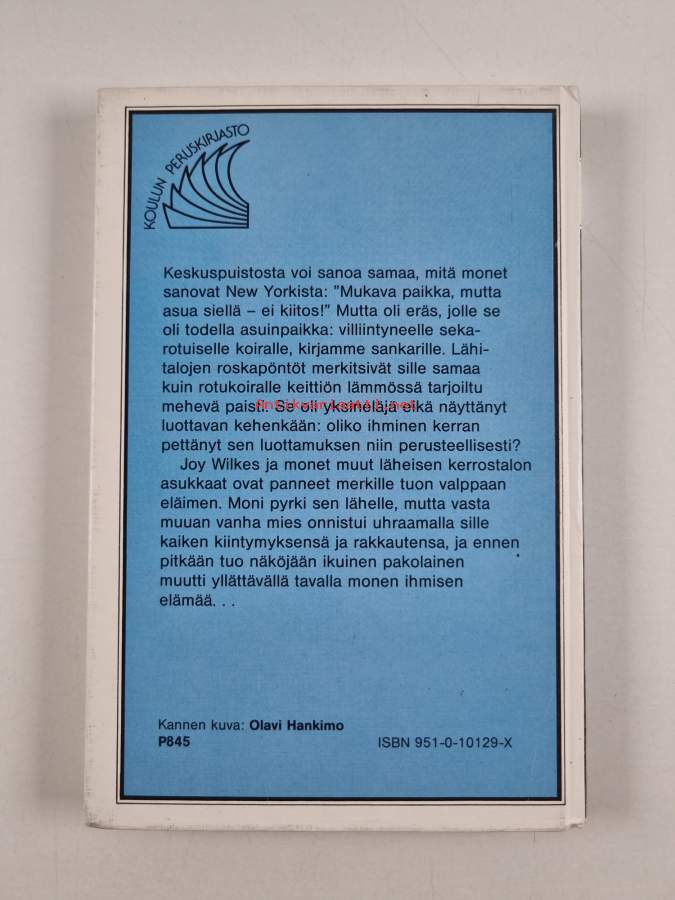 KOULUN PERUSKIRJASTO
Keskuspuistosta voi sanoa samaa, mitä monet
sanovat New Yorkista: ”Mukava paikka, mutta
asua siellä – ei kiitos!” Mutta oli eräs, jolle se
oli todella asuinpaikka: villiintyneelle seka-
rotuiselle koiralle, kirjamme sankarille. Lähi-
talojen roskapöntöt merkitsivät sille samaa
kuin rotukoiralle keittiön lämmössä tarjoiltu
mehevä paisti. Se oli yksineläjä eikä näyttänyt
Antikvariaatti.net
luottavan kehenkään: oliko ihminen kerran
pettänyt sen luottamuksen niin perusteellisesti?
Joy Wilkes ja monet muut läheisen kerrostalon
asukkaat ovat panneet merkille tuon valppaan
eläimen. Moni pyrki sen lähelle, mutta vasta
muuan vanha mies onnistui uhraamalla sille
kaiken kiintymyksensä ja rakkautensa, ja ennen
pitkään tuo näköjään ikuinen pakolainen
muutti yllättävällä tavalla monen ihmisen
elämää. . .
Kannen kuva: Olavi Hankimo
P845 ISBN 951-0-10129-X